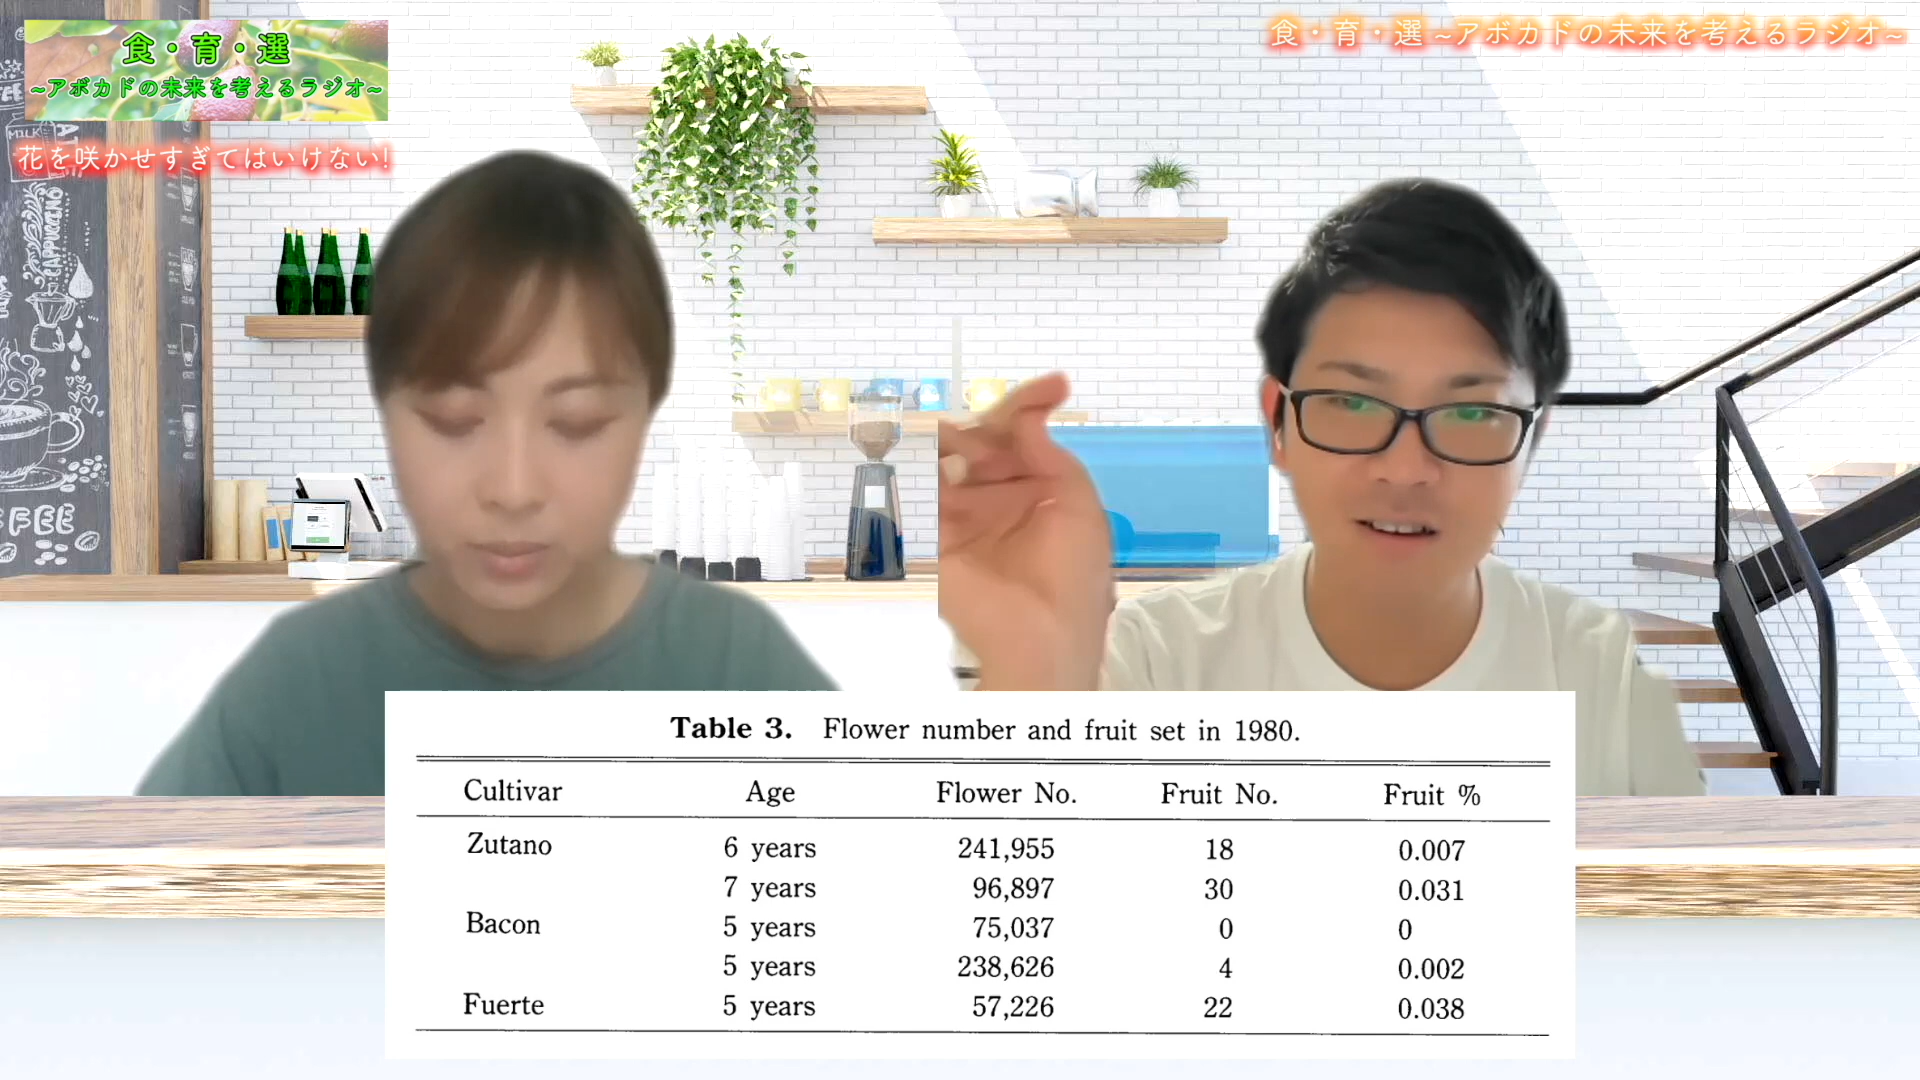 食・育・選
~アボカドの未来を考えるラジオ~
花を咲かせすぎてはいけない!
食・育・選 ~アボカドの未来を考えるラジオ~
MILK
CAPPUCINO
FFEE
Table 3. Flower number and fruit set in 1980.
Cultivar Age Flower No. Fruit No. Fruit %
Zutano 6 years 241,955 18 0.007
7 years 96,897 30 0.031
Bacon 5 years 75,037 0 0
5 years 238,626 4 0.002
Fuerte 5 years 57,226 22 0.038